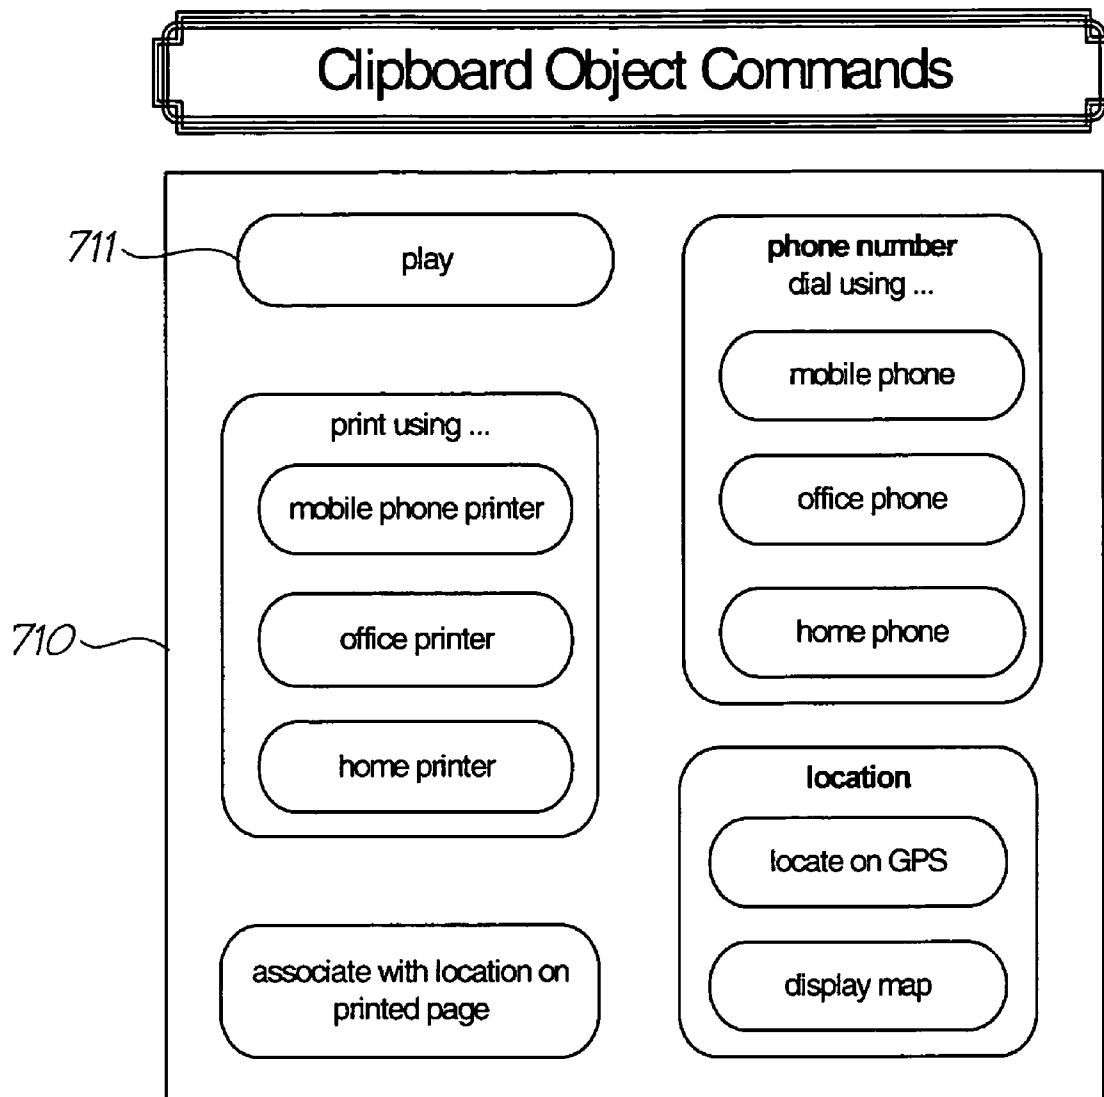 Clipboard Object Commands
711
play
print using ...
mobile phone printer
office printer
home printer
710
associate with location on
printed page
phone number
dial using ...
mobile phone
office phone
home phone
location
locate on GPS
display map